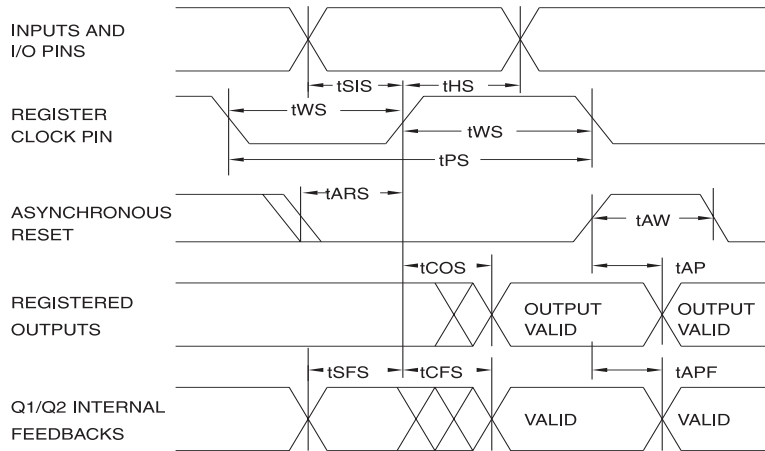 INPUTS AND
I/O PINS
tSIS
tHS
REGISTER
CLOCK PIN
tWS
tWS
tPS
ASYNCHRONOUS
RESET
tARS
tAW
tCOS
tAP
REGISTERED
OUTPUTS
OUTPUT
VALID
OUTPUT
VALID
tSFS
tCFS
tAPF
Q1/Q2 INTERNAL
FEEDBACKS
VALID
VALID